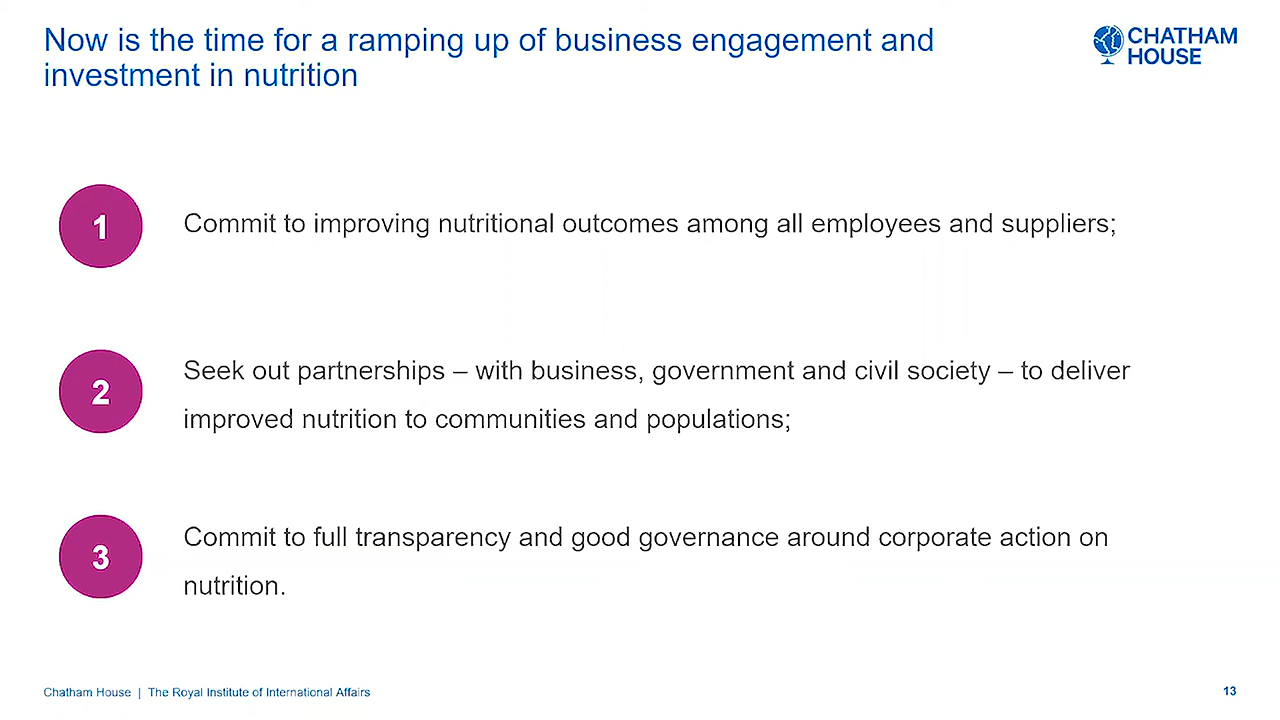 Now is the time for a ramping up of business engagement and
investment in nutrition
CHATHAM
HOUSE
1
Commit to improving nutritional outcomes among all employees and suppliers;
2
Seek out partnerships – with business, government and civil society – to deliver
improved nutrition to communities and populations;
3
Commit to full transparency and good governance around corporate action on
nutrition.
Chatham House | The Royal Institute of International Affairs
13